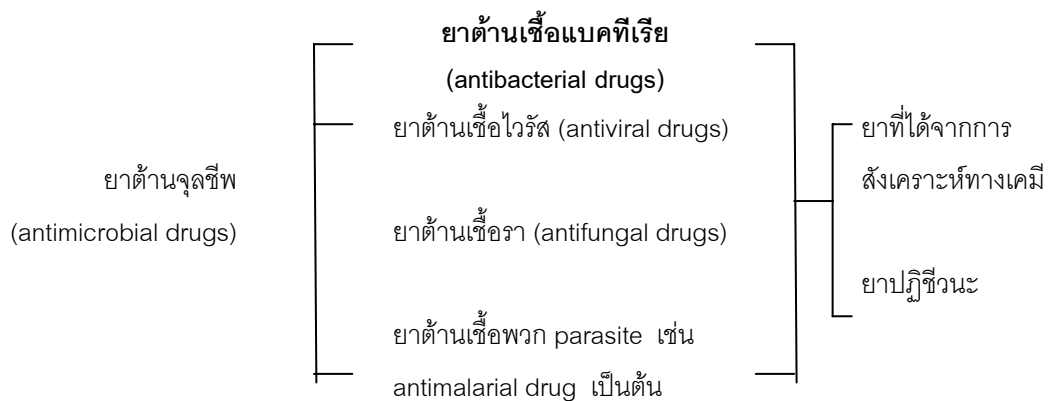 ยาต้านจุลชีพ
(antimicrobial drugs)
ยาต้านเชื้อแบคทีเรีย
(antibacterial drugs)
ยาต้านเชื้อไวรัส (antiviral drugs)
ยาต้านเชื้อรา (antifungal drugs)
ยาต้านเชื้อพวก parasite เช่น
antimalarial drug เป็นต้น
ยาที่ได้จากการ
สังเคราะห์ทางเคมี
ยาปฏิชีวนะ